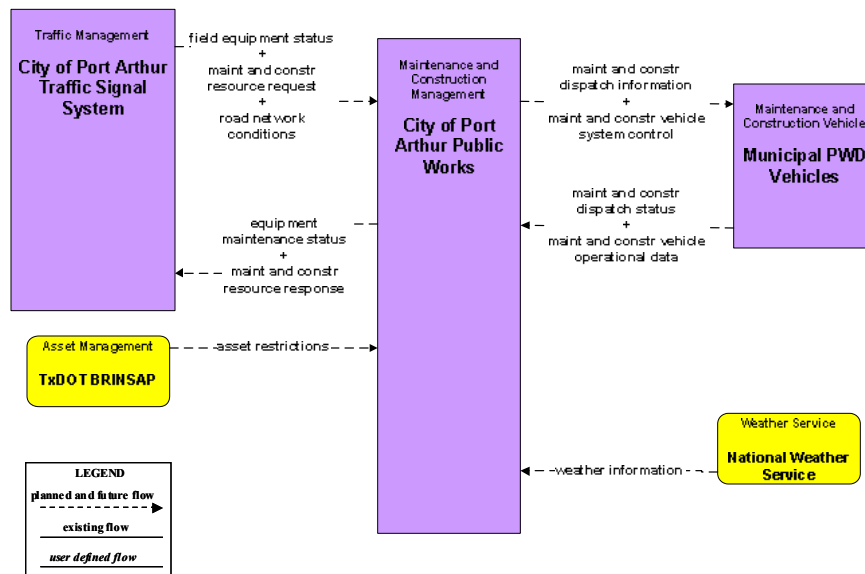 Traffic Management
City of Port Arthur
Traffic Signal
System
field equipment status
+
maint and constr
resource request
+
road network
conditions
Maintenance and
Construction
Management
City of Port
Arthur Public
Works
maint and constr
dispatch information
+
maint and constr vehicle
system control
Maintenance and
Construction Vehicle
Municipal PWD
Vehicles
equipment
maintenance status
+
maint and constr
resource response
maint and constr
dispatch status
+
maint and constr vehicle
operational data
Asset Management
TxDOT BRINSAP
asset restrictions
Weather Service
National Weather
Service
weather information
LEGEND
planned and future flow
existing flow
user defined flow